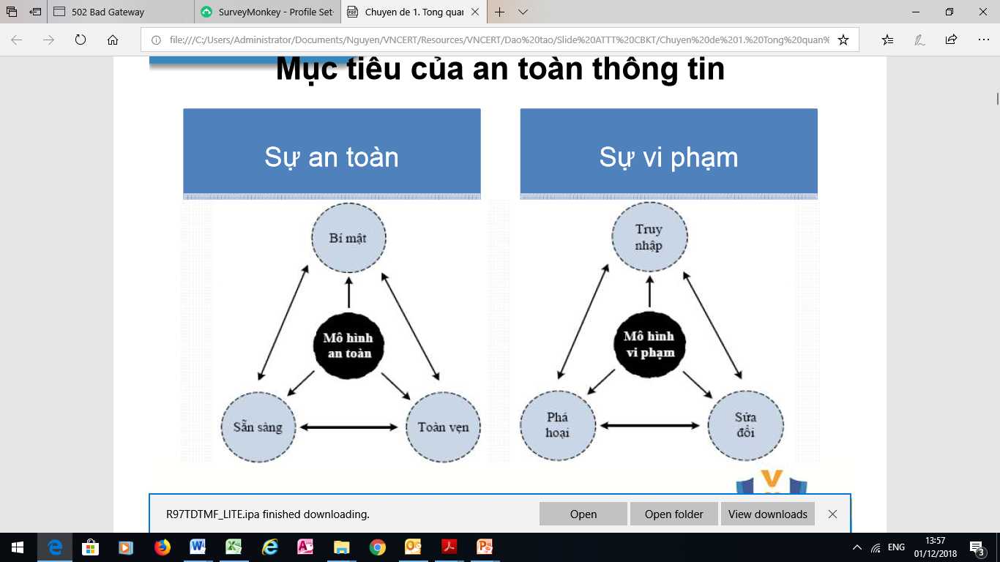 502 Bad Gateway
SurveyMonkey - Profile Set
Chuyen de 1. Tong quan
file:///C:/Users/Administrator/Documents/Nguyen/VNCERT/Resources/VNCERT/Dao%20tao/Slide%20ATTT%20CBKT/Chuyen%20de%201.%20Tong%20quan%
Mục tiêu của an toàn thông tin
Sự an toàn
Sự vi phạm
Bí mật
Mô hình
an toàn
Sẵn sàng
Toàn vẹn
Truy
nhập
Mô hình
vi phạm
Phá
hoại
Sửa
đổi
V
R97TDTMF_LITE.ipa finished downloading.
Open
Open folder
View downloads
ENG
13:57
01/12/2018
3